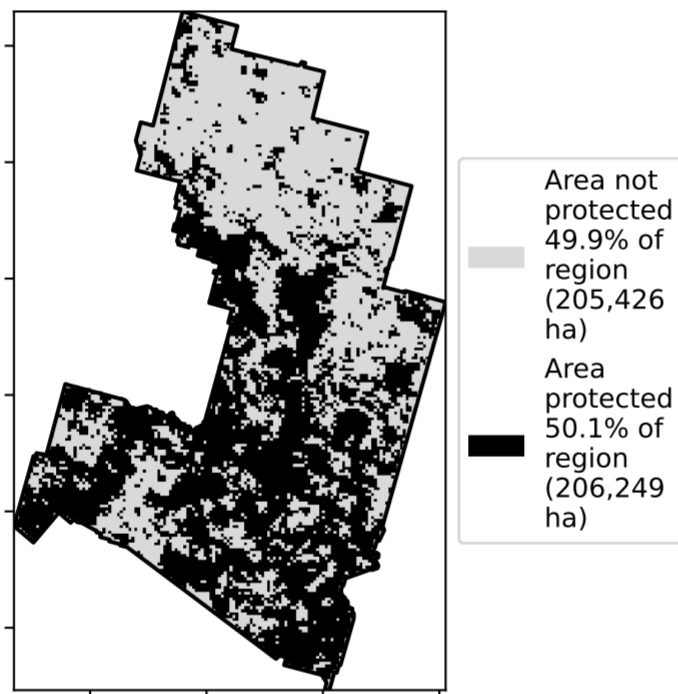 Area not
protected
49.9% of
region
(205,426
ha)
Area
protected
50.1% of
region
(206,249
ha)